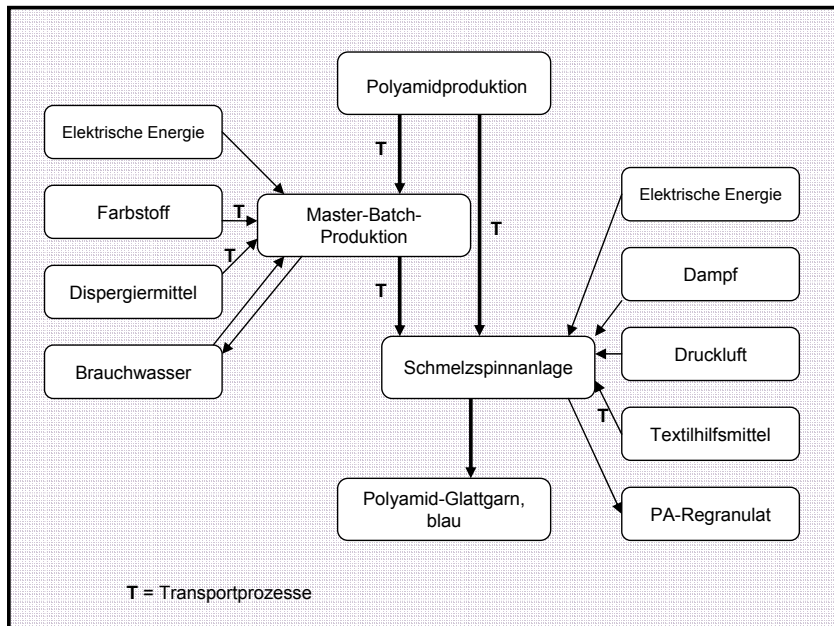 Polyamidproduktion
Elektrische Energie
T
Farbstoff
T
Master-Batch-
Produktion
T
Elektrische Energie
T
Dispergiermittel
T
Dampf
Brauchwasser
Schmelzspinnanlage
Druckluft
T
Textilhilfsmittel
Polyamid-Glattgarn,
blau
PA-Regranulat
T = Transportprozesse